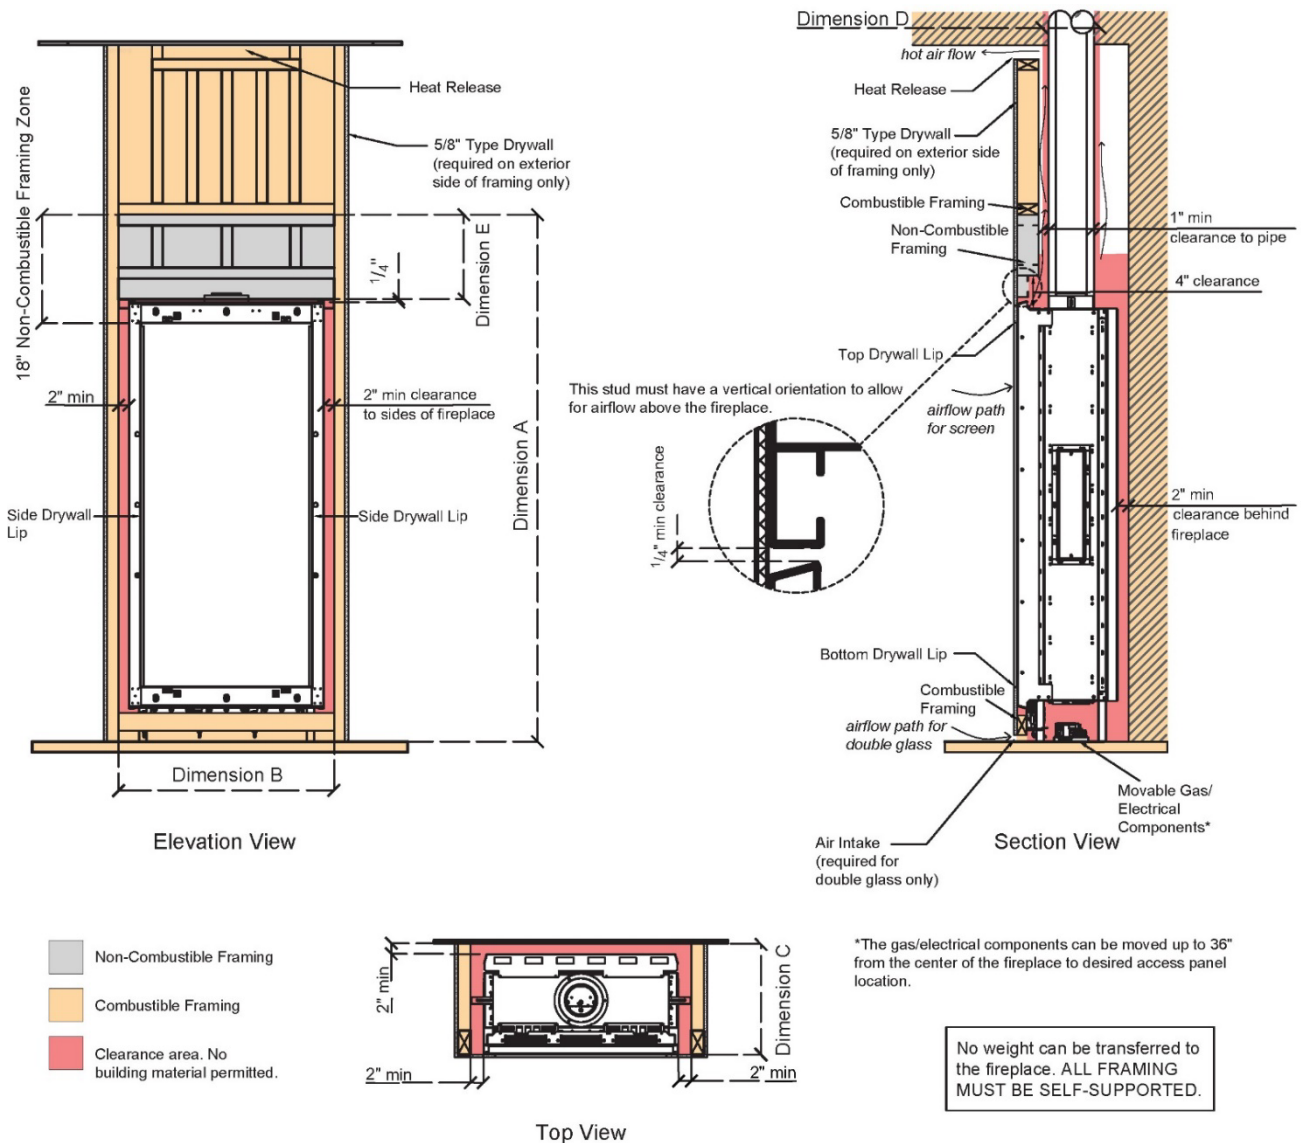 Heat Release
5/8" Type Drywall
(required on exterior
side of framing only)
18" Non-Combustible Framing Zone
1/4"
Dimension E
2" min
2" min clearance
to sides of fireplace
Dimension A
Side Drywall
Lip
Side Drywall Lip
Dimension B
Elevation View
Dimension D
hot air flow
Heat Release
5/8" Type Drywall
(required on exterior side
of framing only)
Combustible Framing
Non-Combustible
Framing
1" min
clearance to pipe
4" clearance
Top Drywall Lip
This stud must have a vertical orientation to allow
for airflow above the fireplace.
airflow path
for screen
1/4" min clearance
2" min
clearance behind
fireplace
Bottom Drywall Lip
Combustible
Framing
airflow path for
double glass
Movable Gas/
Electrical
Components*
Air Intake
(required for
double glass only)
Section View
Non-Combustible Framing
Combustible Framing
Clearance area. No
building material permitted.
2" min
Dimension C
2" min
2" min
Top View
*The gas/electrical components can be moved up to 36"
from the center of the fireplace to desired access panel
location.
No weight can be transferred to
the fireplace. ALL FRAMING
MUST BE SELF-SUPPORTED.